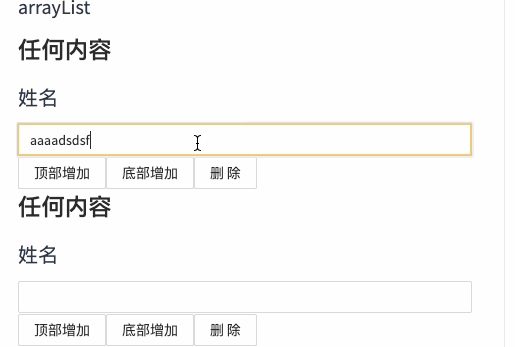 arrayList
任何内容
姓名
aaaadsdsf
顶部增加 底部增加 删 除
任何内容
姓名
顶部增加 底部增加 删 除